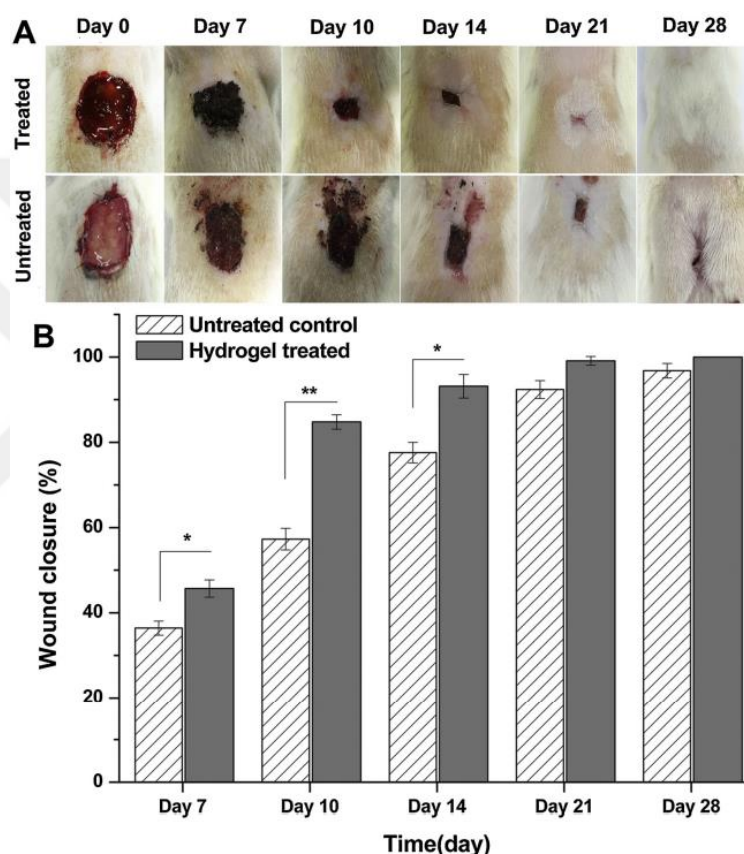 A
Day 0 Day 7 Day 10 Day 14 Day 21 Day 28
Treated
Untreated
B
Untreated control
Hydrogel treated
Wound closure (%)
100
80
60
40
20
0
*
**
*
Day 7 Day 10 Day 14 Day 21 Day 28
Time(day)